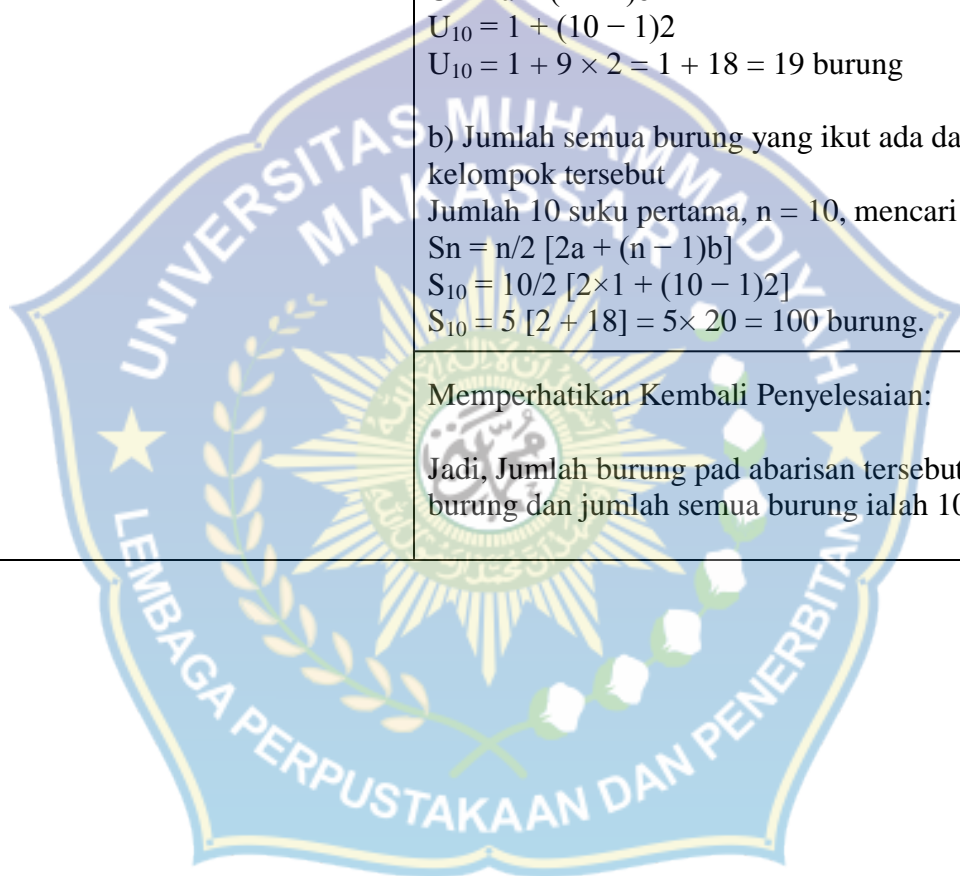 U₁₀ = 1 + (10 − 1)2
U₁₀ = 1 + 9 × 2 = 1 + 18 = 19 burung
b) Jumlah semua burung yang ikut ada da
kelompok tersebut
Jumlah 10 suku pertama, n = 10, mencari
Sn = n/2 [2a + (n − 1)b]
S₁₀ = 10/2 [2×1 + (10 − 1)2]
S₁₀ = 5 [2 + 18] = 5× 20 = 100 burung.
Memperhatikan Kembali Penyelesaian:
Jadi, Jumlah burung pad abarisan tersebut
burung dan jumlah semua burung ialah 10
UNIVERSITAS MUHAMMADIYAH
MAKASSAR
LEMBAGA PERPUSTAKAAN DAN PENERBITAN